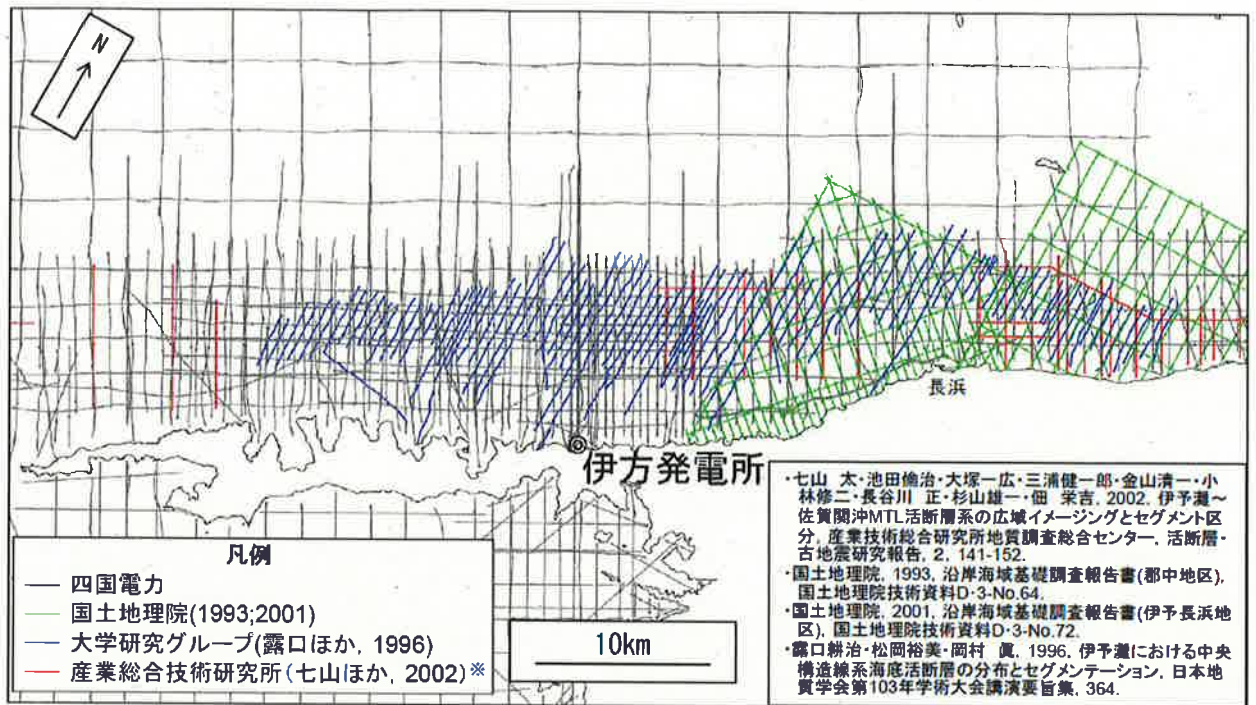 N
長浜
伊方発電所
凡例
四国電力
国土地理院(1993;2001)
大学研究グループ(露口ほか, 1996)
産業総合技術研究所(七山ほか, 2002)※
10km
・七山 太・池田倫治・大塚一広・三浦健一郎・金山清一・小
林修二・長谷川 正・杉山雄一・佃 栄吉, 2002, 伊予灘～
佐賀関沖MTL活断層系の広域イメージングとセグメント区
分, 産業技術総合研究所地質調査総合センター, 活断層・
古地震研究報告, 2, 141-152.
・国土地理院, 1993, 沿岸海域基礎調査報告書(郡中地区),
国土地理院技術資料D・3-No.64.
・国土地理院, 2001, 沿岸海域基礎調査報告書(伊予長浜地
区), 国土地理院技術資料D・3-No.72.
・露口耕治・松岡裕美・岡村 眞, 1996, 伊予灘における中央
構造線系海底活断層の分布とセグメンテーション, 日本地
質学会第103年学術大会講演要旨集, 364.